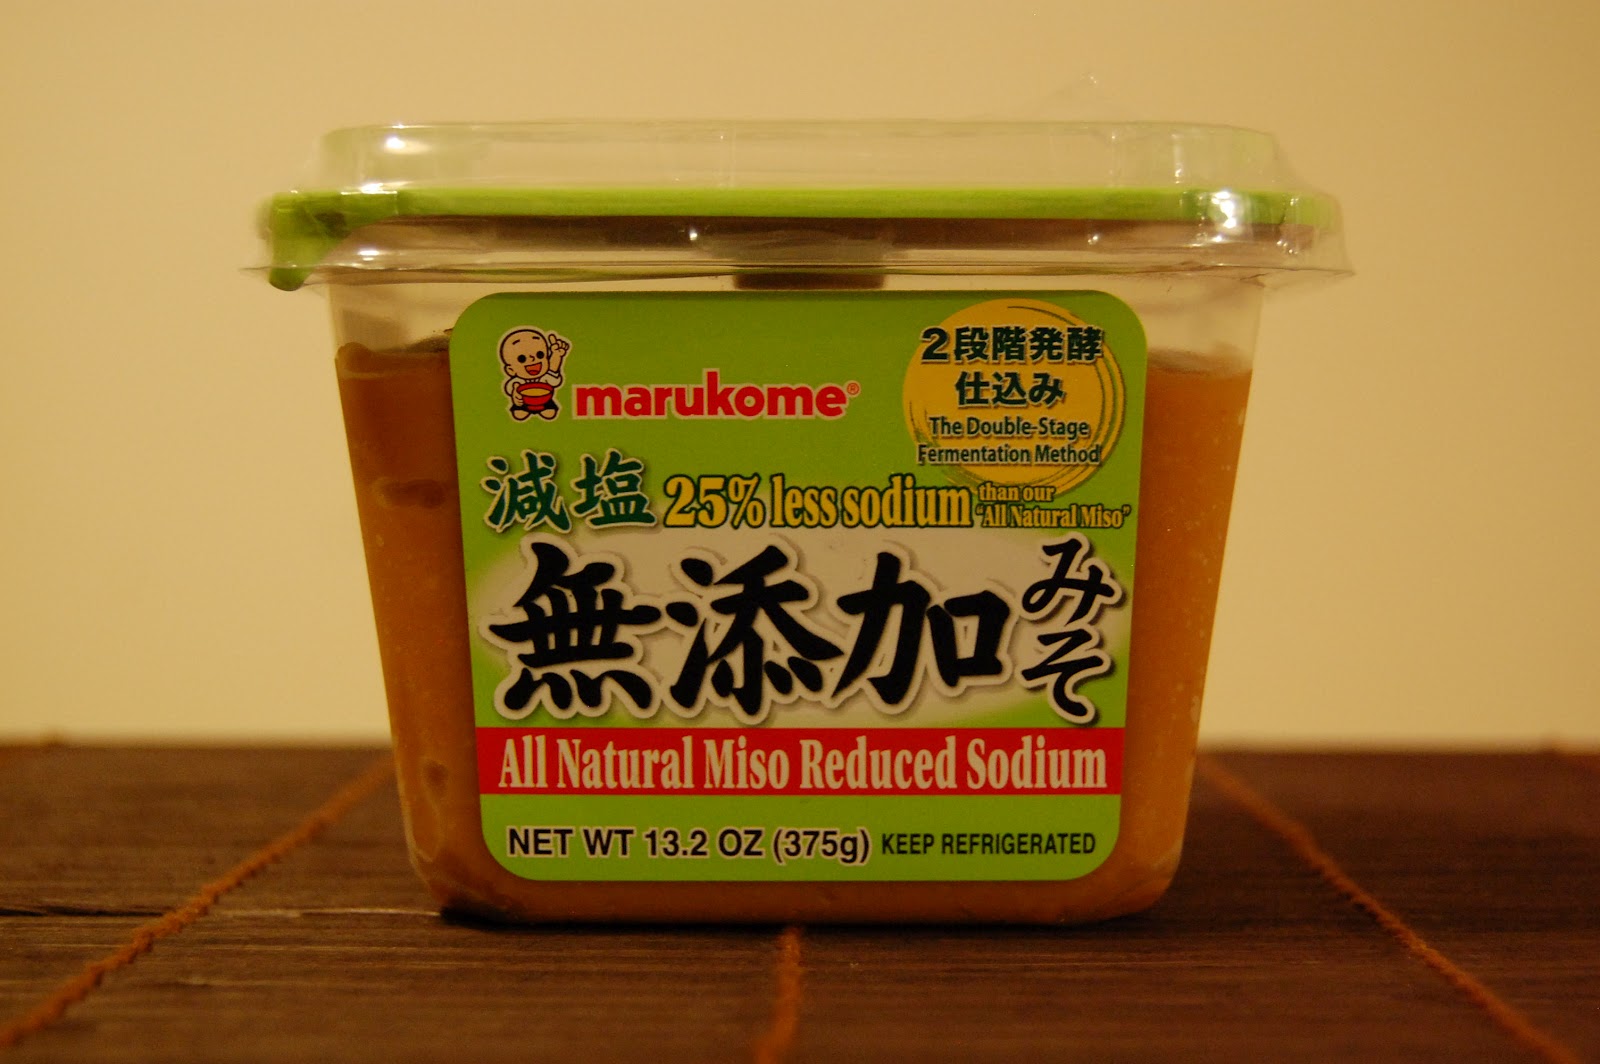 marukome®
2段階発酵
仕込み
The Double-Stage
Fermentation Method
減塩 25% less sodium than our
"All Natural Miso"
無添加みそ
All Natural Miso Reduced Sodium
NET WT 13.2 OZ (375g) KEEP REFRIGERATED